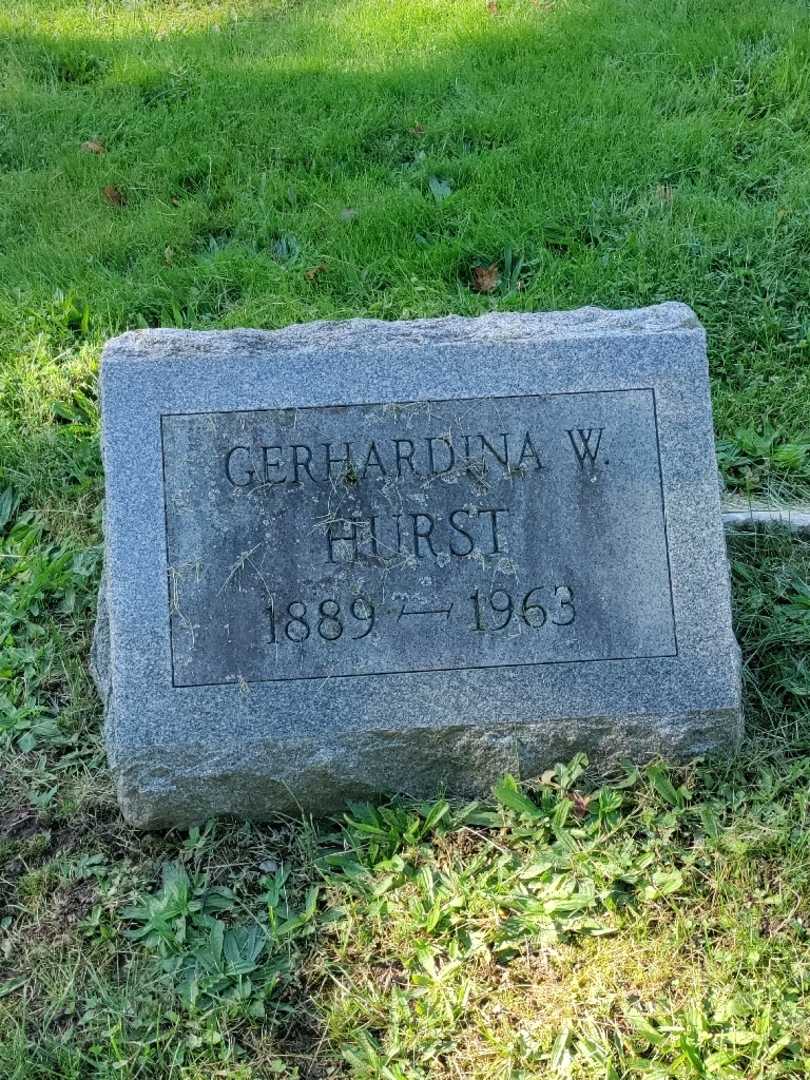 GERHARDINA W.
HURST
1889 — 1963